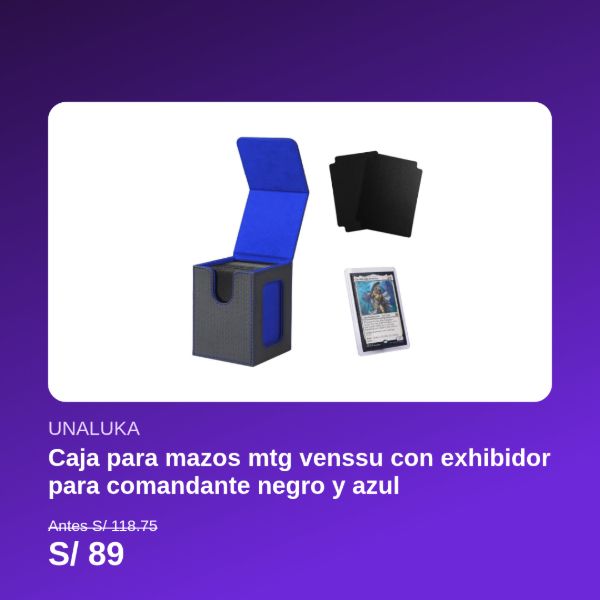 UNALUKA
Caja para mazos mtg venssu con exhibidor
para comandante negro y azul
Antes S/ 118.75
S/ 89